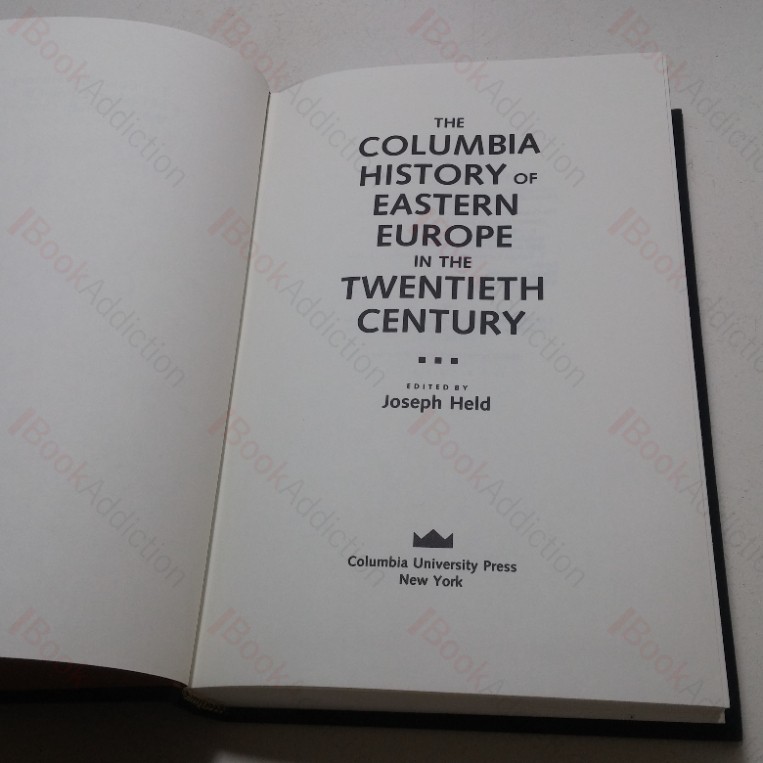 THE
COLUMBIA
HISTORY OF
EASTERN
EUROPE
IN THE
TWENTIETH
CENTURY
EDITED BY
Joseph Held
Columbia University Press
New York
BookAddiction